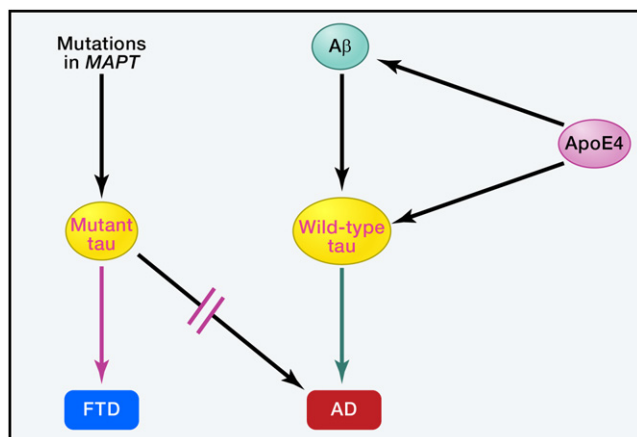 Mutations
in MAPT
Aβ
ApoE4
Mutant
tau
Wild-type
tau
FTD
AD